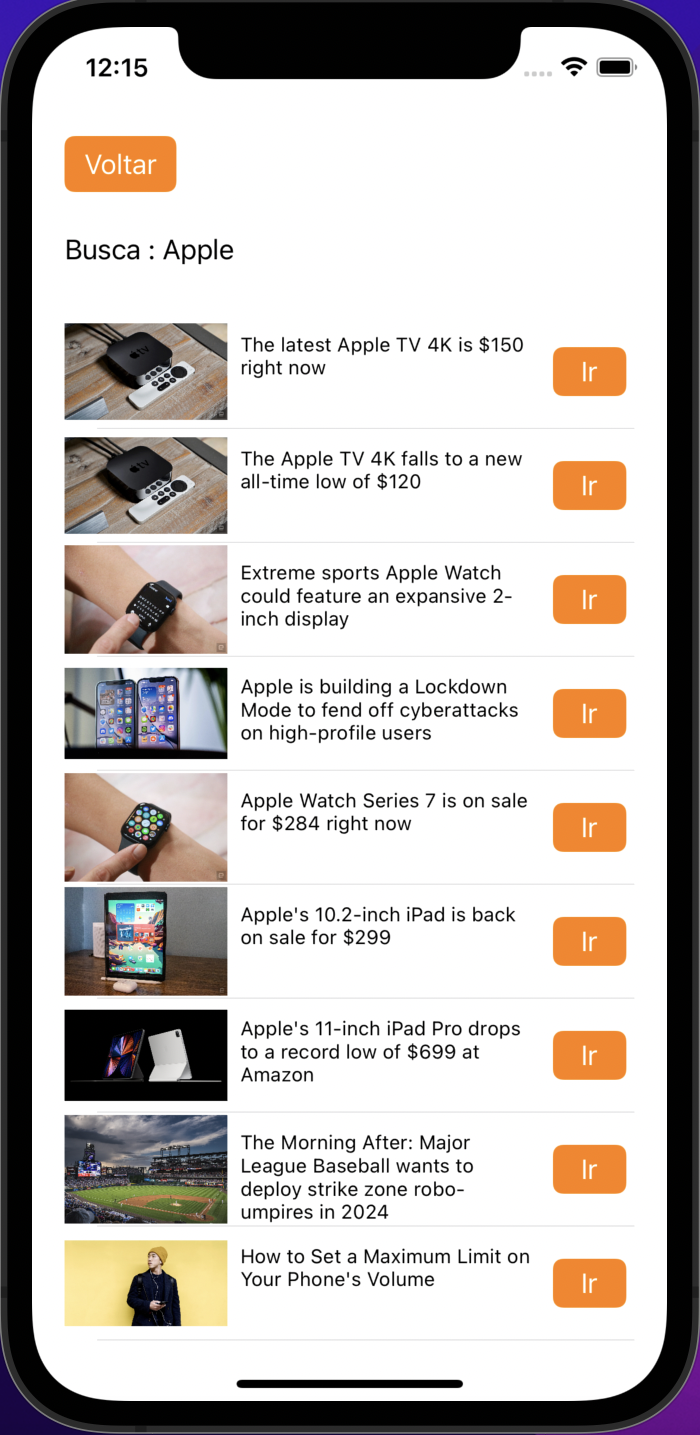 12:15
Voltar
Busca : Apple
The latest Apple TV 4K is $150
right now
Ir
The Apple TV 4K falls to a new
all-time low of $120
Ir
Extreme sports Apple Watch
could feature an expansive 2-
inch display
Ir
Apple is building a Lockdown
Mode to fend off cyberattacks
on high-profile users
Ir
Apple Watch Series 7 is on sale
for $284 right now
Ir
Apple's 10.2-inch iPad is back
on sale for $299
Ir
Apple's 11-inch iPad Pro drops
to a record low of $699 at
Amazon
Ir
The Morning After: Major
League Baseball wants to
deploy strike zone robo-
umpires in 2024
Ir
How to Set a Maximum Limit on
Your Phone's Volume
Ir